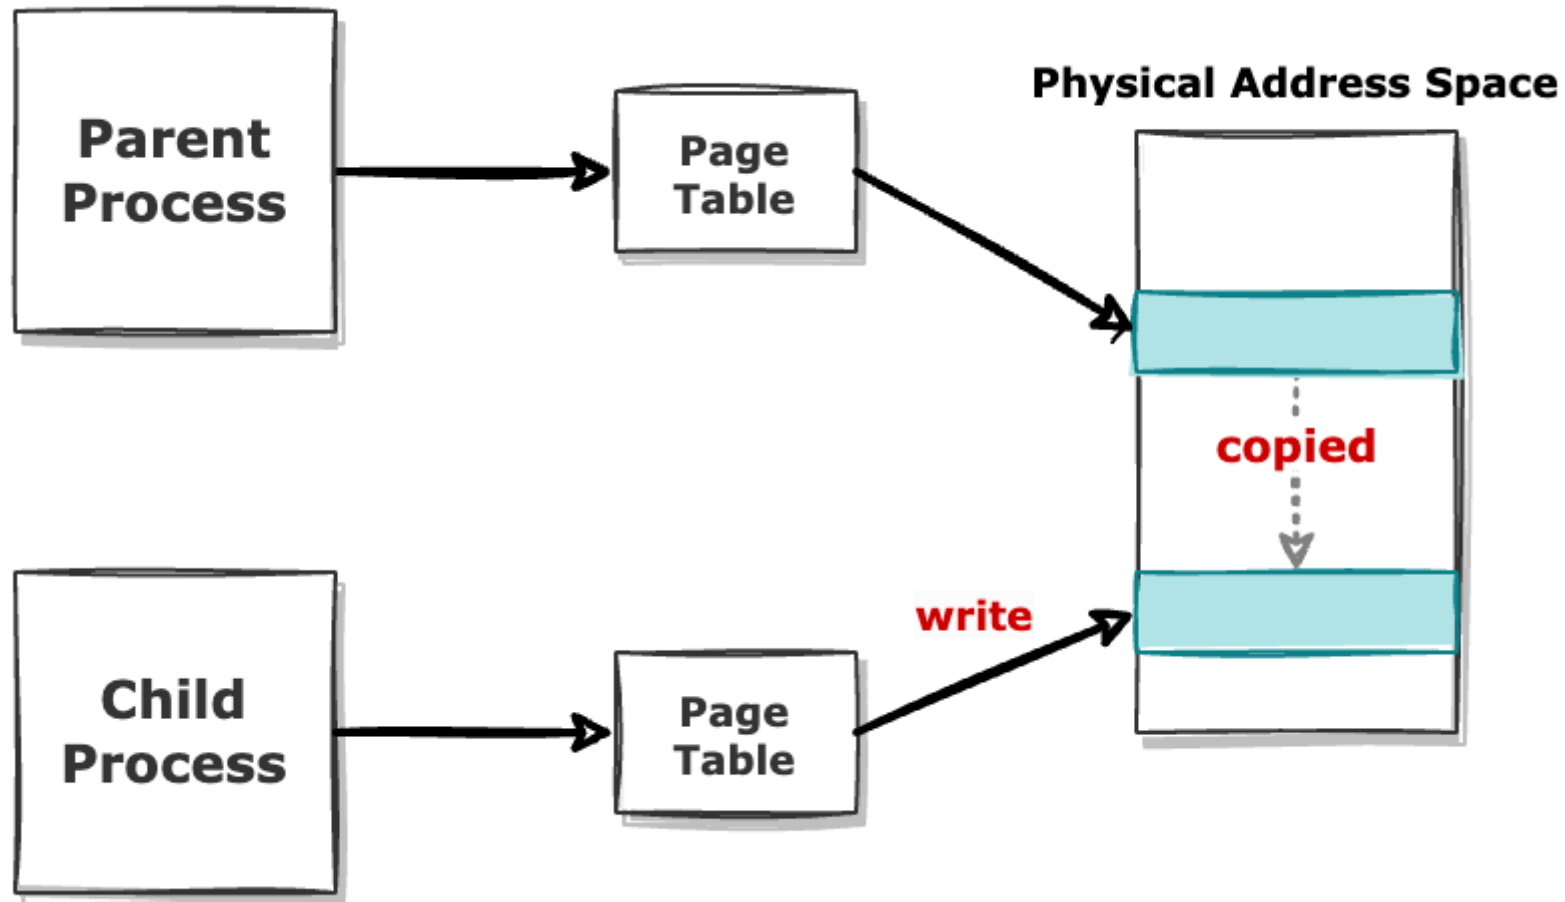 Parent
Process
Page
Table
Physical Address Space
copied
write
Child
Process
Page
Table